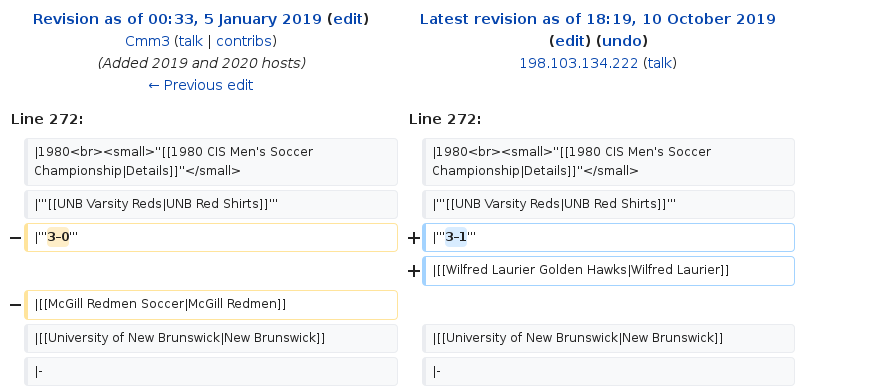 Revision as of 00:33, 5 January 2019 (edit)
Cmm3 (talk | contribs)
(Added 2019 and 2020 hosts)
← Previous edit
Latest revision as of 18:19, 10 October 2019
(edit) (undo)
198.103.134.222 (talk)
Line 272:
Line 272:
|1980<br><small>''[[1980 CIS Men's Soccer
Championship|Details]]''</small>
|1980<br><small>''[[1980 CIS Men's Soccer
Championship|Details]]''</small>
|'''[[UNB Varsity Reds|UNB Red Shirts]]'''
|'''[[UNB Varsity Reds|UNB Red Shirts]]'''
− |'''3–0'''
+ |'''3–1'''
+ |[[Wilfred Laurier Golden Hawks|Wilfred Laurier]]
− |[[McGill Redmen Soccer|McGill Redmen]]
|[[University of New Brunswick|New Brunswick]]
|[[University of New Brunswick|New Brunswick]]
|-
|-